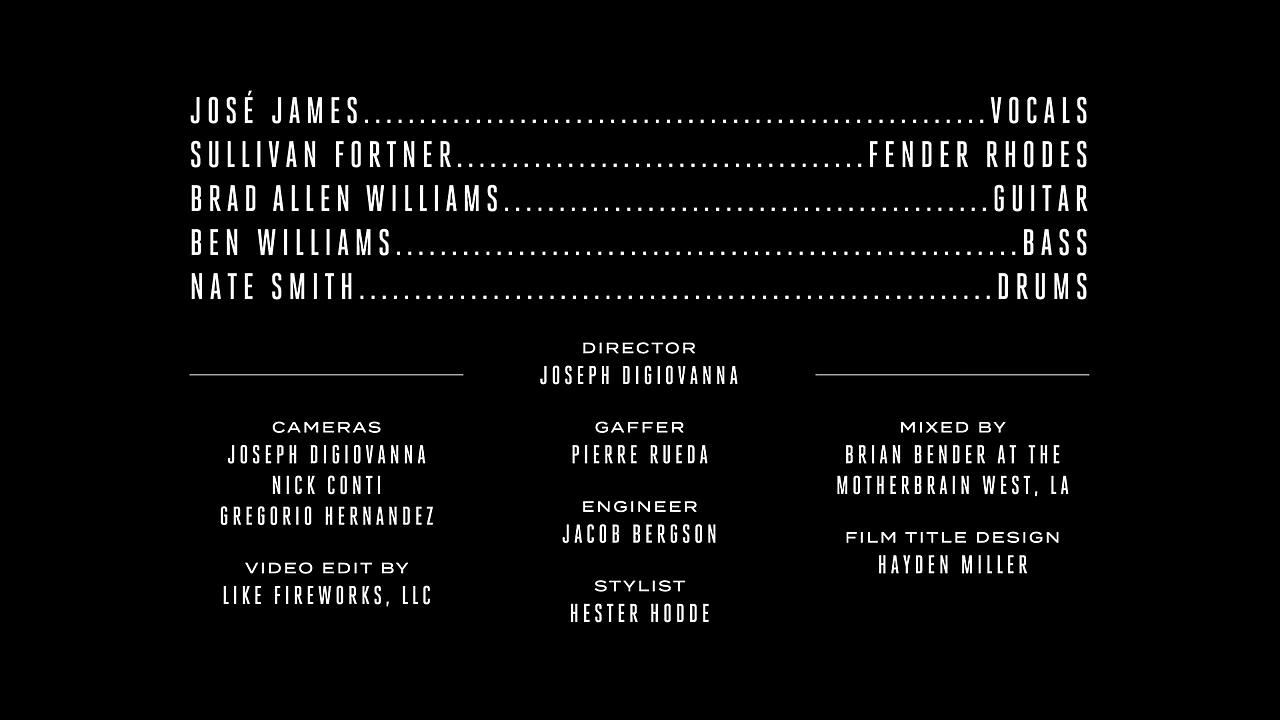 JOSÉ JAMES........................................................VOCALS
SULLIVAN FORTNER.....................................FENDER RHODES
BRAD ALLEN WILLIAMS............................................GUITAR
BEN WILLIAMS........................................................BASS
NATE SMITH.........................................................DRUMS
DIRECTOR
JOSEPH DIGIOVANNA
CAMERAS
JOSEPH DIGIOVANNA
NICK CONTI
GREGORIO HERNANDEZ
VIDEO EDIT BY
LIKE FIREWORKS, LLC
GAFFER
PIERRE RUEDA
ENGINEER
JACOB BERGSON
STYLIST
HESTER HODDE
MIXED BY
BRIAN BENDER AT THE
MOTHERBRAIN WEST, LA
FILM TITLE DESIGN
HAYDEN MILLER